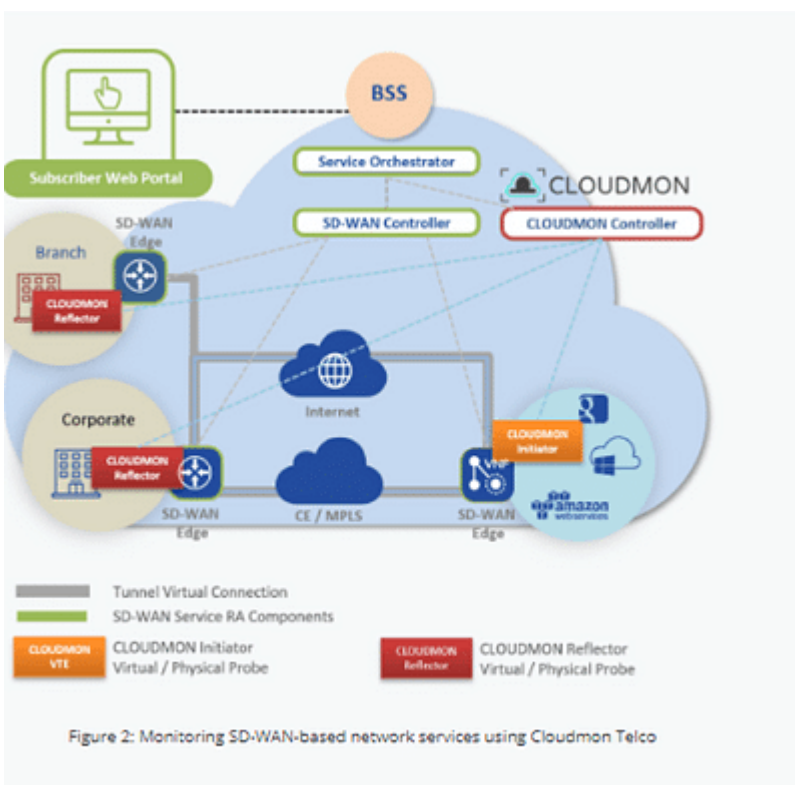 BSS
Service Orchestrator
Subscriber Web Portal
CLOUDMON
SD-WAN Controller
CLOUDMON Controller
SD-WAN
Edge
Branch
CLOUDMON
Reflector
Internet
Corporate
CLOUDMON
Reflector
CLOUDMON
Initiator
g
VNF
amazon
webservices
SD-WAN
Edge
CE / MPLS
SD-WAN
Edge
Tunnel Virtual Connection
SD-WAN Service RA Components
CLOUDMON
VTE
CLOUDMON Initiator
Virtual / Physical Probe
CLOUDMON
Reflector
CLOUDMON Reflector
Virtual / Physical Probe
Figure 2: Monitoring SD-WAN-based network services using Cloudmon Telco